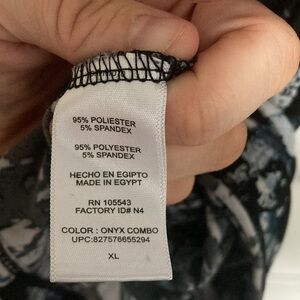 95% POLIESTER
5% SPANDEX
95% POLYESTER
5% SPANDEX
HECHO EN EGIPTO
MADE IN EGYPT
RN 105543
FACTORY ID# N4
COLOR : ONYX COMBO
UPC:827576655294
XL